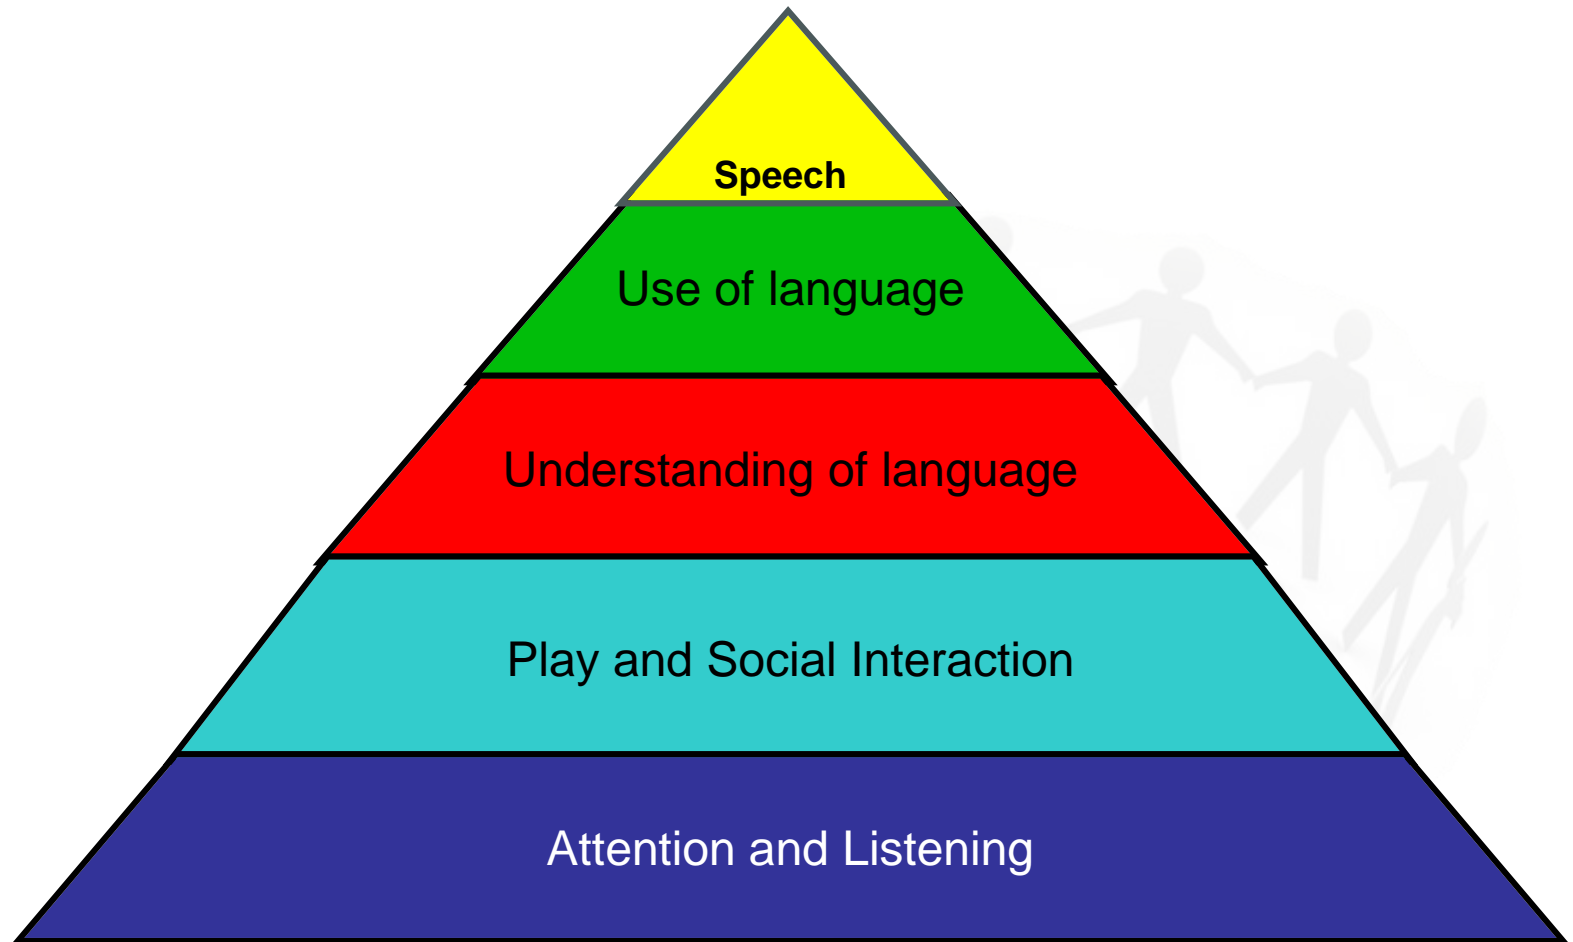 Speech
Use of language
Understanding of language
Play and Social Interaction
Attention and Listening